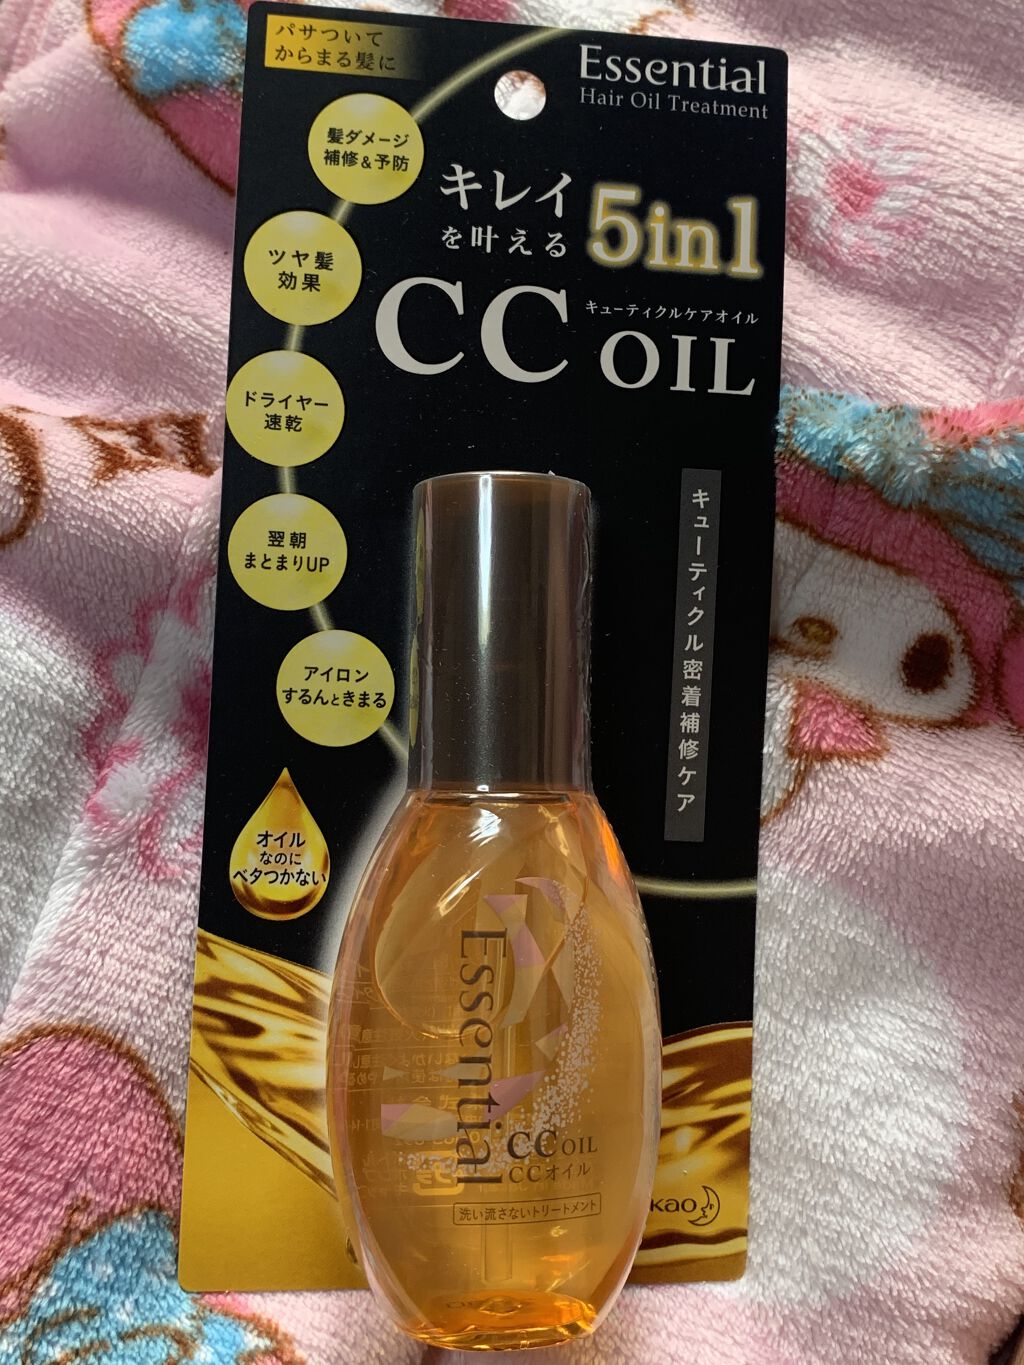 パサついて
からまる髪に
Essential
Hair Oil Treatment
髪ダメージ
補修&予防
キレイ
を叶える
5in1
ツヤ髪
効果
キューティクルケアオイル
CC OIL
ドライヤー
速乾
翌朝
まとまりUP
アイロン
するんときまる
キューティクル密着補修ケア
オイル
なのに
ベタつかない
Essential
CC OIL
CCオイル
洗い流さないトリートメント
kao